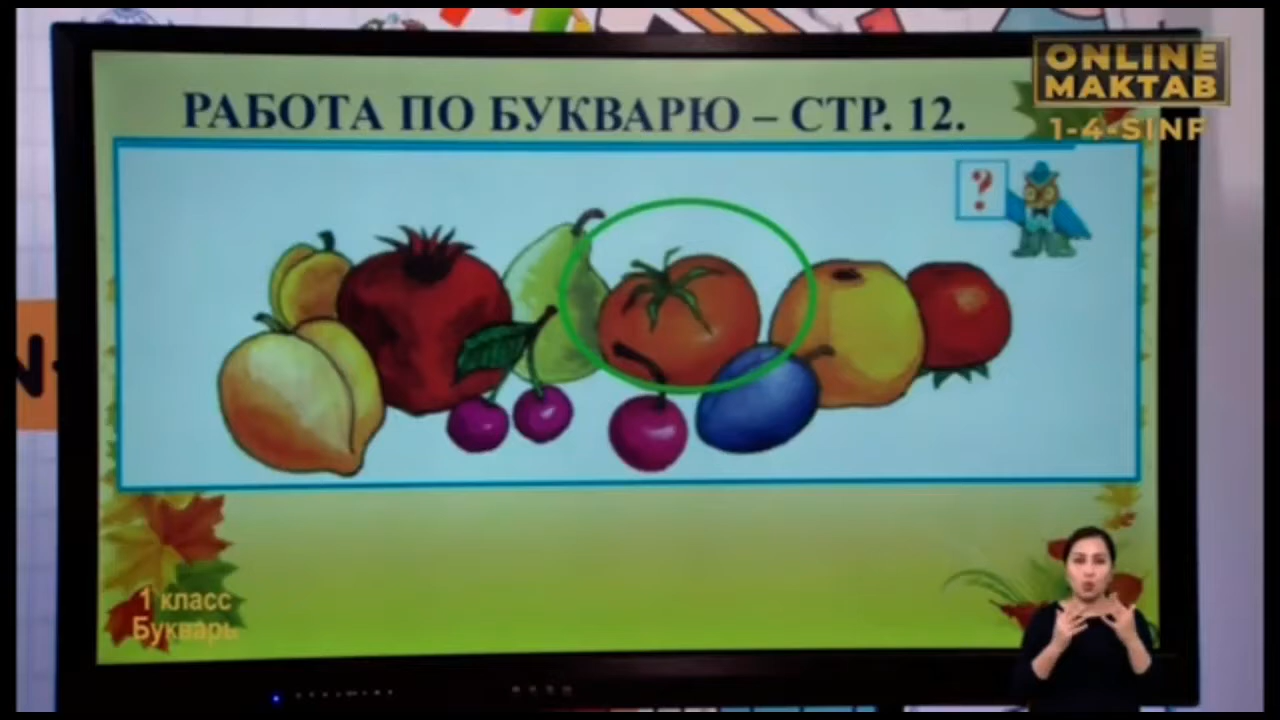 РАБОТА ПО БУКВАРЮ – СТР. 12.
ONLINE
MAKTAB
1-4-SINF
?
N-
1 класс
Букварь